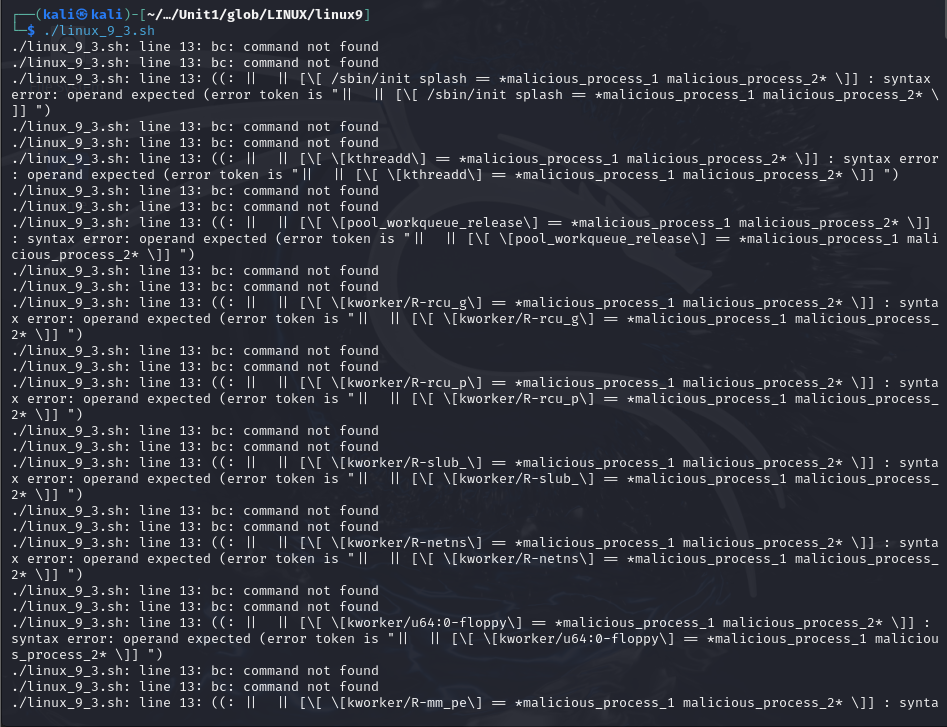 ┌──(kali㉿kali)-[~/…/Unit1/glob/LINUX/linux9]
└─$ ./linux_9_3.sh
./linux_9_3.sh: line 13: bc: command not found
./linux_9_3.sh: line 13: bc: command not found
./linux_9_3.sh: line 13: ((: || || [\[ /sbin/init splash == *malicious_process_1 malicious_process_2* \]] : syntax
error: operand expected (error token is "|| || [\[ /sbin/init splash == *malicious_process_1 malicious_process_2* \
]] ")
./linux_9_3.sh: line 13: bc: command not found
./linux_9_3.sh: line 13: bc: command not found
./linux_9_3.sh: line 13: ((: || || [\[ \[kthreadd\] == *malicious_process_1 malicious_process_2* \]] : syntax error
: operand expected (error token is "|| || [\[ \[kthreadd\] == *malicious_process_1 malicious_process_2* \]] ")
./linux_9_3.sh: line 13: bc: command not found
./linux_9_3.sh: line 13: bc: command not found
./linux_9_3.sh: line 13: ((: || || [\[ \[pool_workqueue_release\] == *malicious_process_1 malicious_process_2* \]]
: syntax error: operand expected (error token is "|| || [\[ \[pool_workqueue_release\] == *malicious_process_1 mali
cious_process_2* \]] ")
./linux_9_3.sh: line 13: bc: command not found
./linux_9_3.sh: line 13: bc: command not found
./linux_9_3.sh: line 13: ((: || || [\[ \[kworker/R-rcu_g\] == *malicious_process_1 malicious_process_2* \]] : synta
x error: operand expected (error token is "|| || [\[ \[kworker/R-rcu_g\] == *malicious_process_1 malicious_process_
2* \]] ")
./linux_9_3.sh: line 13: bc: command not found
./linux_9_3.sh: line 13: bc: command not found
./linux_9_3.sh: line 13: ((: || || [\[ \[kworker/R-rcu_p\] == *malicious_process_1 malicious_process_2* \]] : synta
x error: operand expected (error token is "|| || [\[ \[kworker/R-rcu_p\] == *malicious_process_1 malicious_process_
2* \]] ")
./linux_9_3.sh: line 13: bc: command not found
./linux_9_3.sh: line 13: bc: command not found
./linux_9_3.sh: line 13: ((: || || [\[ \[kworker/R-slub_\] == *malicious_process_1 malicious_process_2* \]] : synta
x error: operand expected (error token is "|| || [\[ \[kworker/R-slub_\] == *malicious_process_1 malicious_process_
2* \]] ")
./linux_9_3.sh: line 13: bc: command not found
./linux_9_3.sh: line 13: bc: command not found
./linux_9_3.sh: line 13: ((: || || [\[ \[kworker/R-netns\] == *malicious_process_1 malicious_process_2* \]] : synta
x error: operand expected (error token is "|| || [\[ \[kworker/R-netns\] == *malicious_process_1 malicious_process_
2* \]] ")
./linux_9_3.sh: line 13: bc: command not found
./linux_9_3.sh: line 13: bc: command not found
./linux_9_3.sh: line 13: ((: || || [\[ \[kworker/u64:0-floppy\] == *malicious_process_1 malicious_process_2* \]] :
syntax error: operand expected (error token is "|| || [\[ \[kworker/u64:0-floppy\] == *malicious_process_1 maliciou
s_process_2* \]] ")
./linux_9_3.sh: line 13: bc: command not found
./linux_9_3.sh: line 13: bc: command not found
./linux_9_3.sh: line 13: ((: || || [\[ \[kworker/R-mm_pe\] == *malicious_process_1 malicious_process_2* \]] : synta